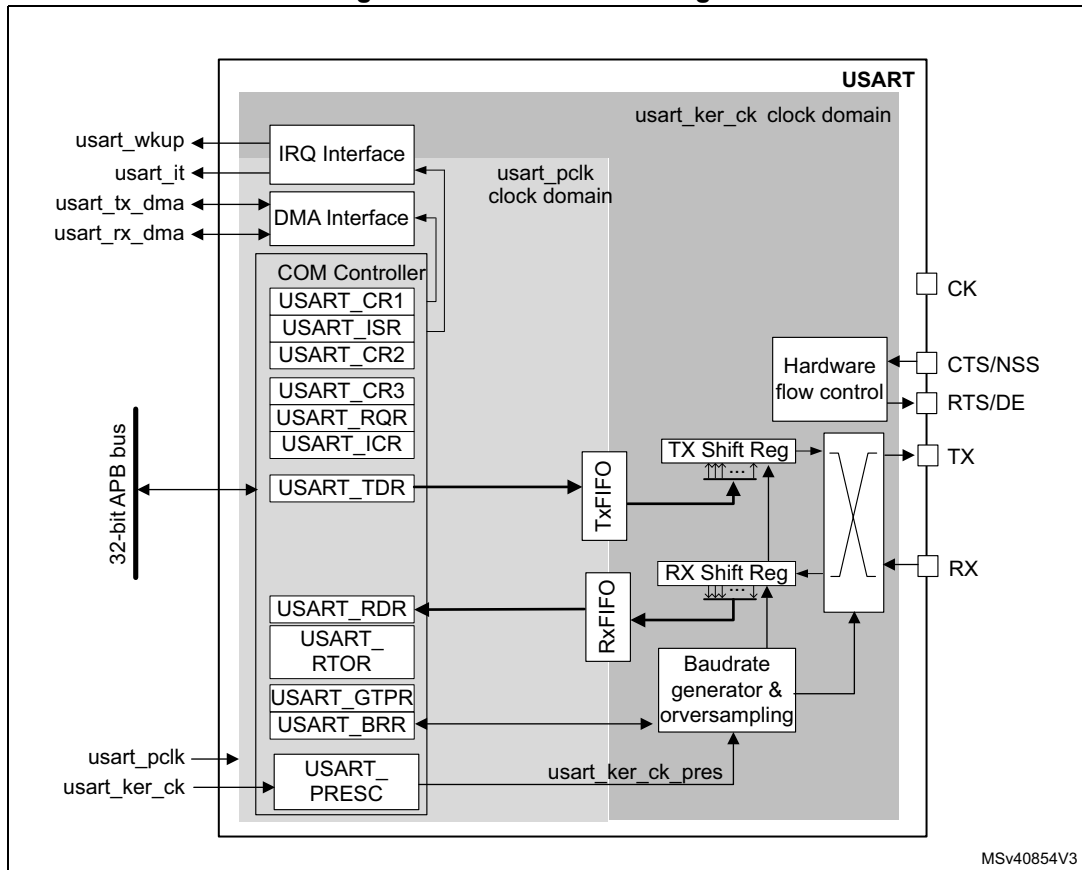 USART
usart_ker_ck clock domain
usart_wkup
IRQ Interface
usart_it
usart_pclk
clock domain
usart_tx_dma
DMA Interface
usart_rx_dma
COM Controller
USART_CR1
USART_ISR
USART_CR2
USART_CR3
USART_RQR
USART_ICR
USART_TDR
32-bit APB bus
TxFIFO
TX Shift Reg
...
Hardware
flow control
CK
CTS/NSS
RTS/DE
TX
RX
RX Shift Reg
...
RxFIFO
USART_RDR
USART_
RTOR
USART_GTPR
USART_BRR
Baudrate
generator &
orversampling
usart_pclk
usart_ker_ck
USART_
PRESC
usart_ker_ck_pres
MSv40854V3